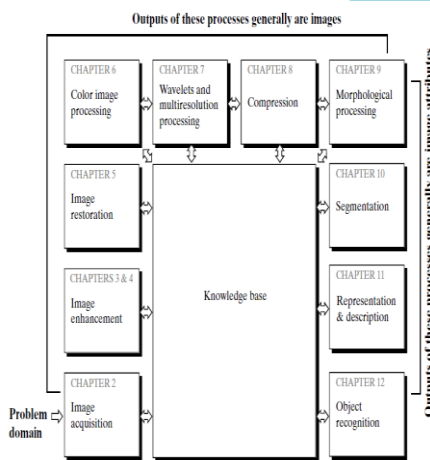 Outputs of these processes generally are images
CHAPTER 6
Color image
processing
CHAPTER 7
Wavelets and
multiresolution
processing
CHAPTER 8
Compression
CHAPTER 9
Morphological
processing
CHAPTER 5
Image
restoration
CHAPTER 10
Segmentation
CHAPTERS 3 & 4
Image
enhancement
Knowledge base
CHAPTER 11
Representation
& description
CHAPTER 2
Image
acquisition
CHAPTER 12
Object
recognition
Problem
domain
Outputs of these processes generally are image attributes